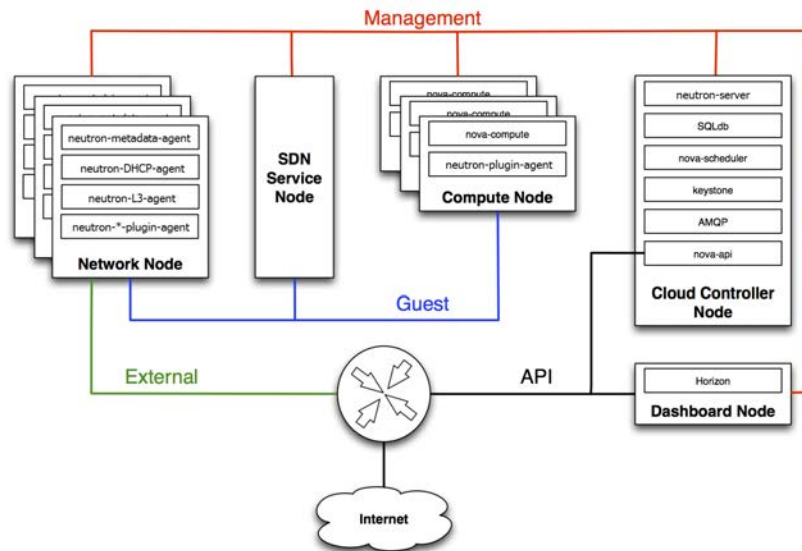 Management
neutron-metadata-agent
neutron-DHCP-agent
neutron-L3-agent
neutron-*-plugin-agent
Network Node
SDN
Service
Node
nova-compute
nova-compute
nova-compute
neutron-plugin-agent
Compute Node
neutron-server
SQLdb
nova-scheduler
keystone
AMQP
nova-api
Cloud Controller
Node
Guest
External
API
Horizon
Dashboard Node
Internet